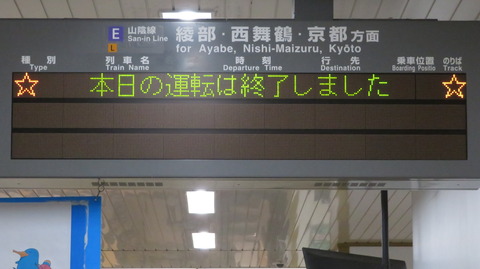 E 山陰線 綾部・西舞鶴・京都方面
L San-in Line for Ayabe, Nishi-Maizuru, Kyōto
種別 列車名 時刻 行先 乗車位置 のりば
Type Train Name Departure Time Destination Boarding Positio Track
☆本日の運転は終了しました☆